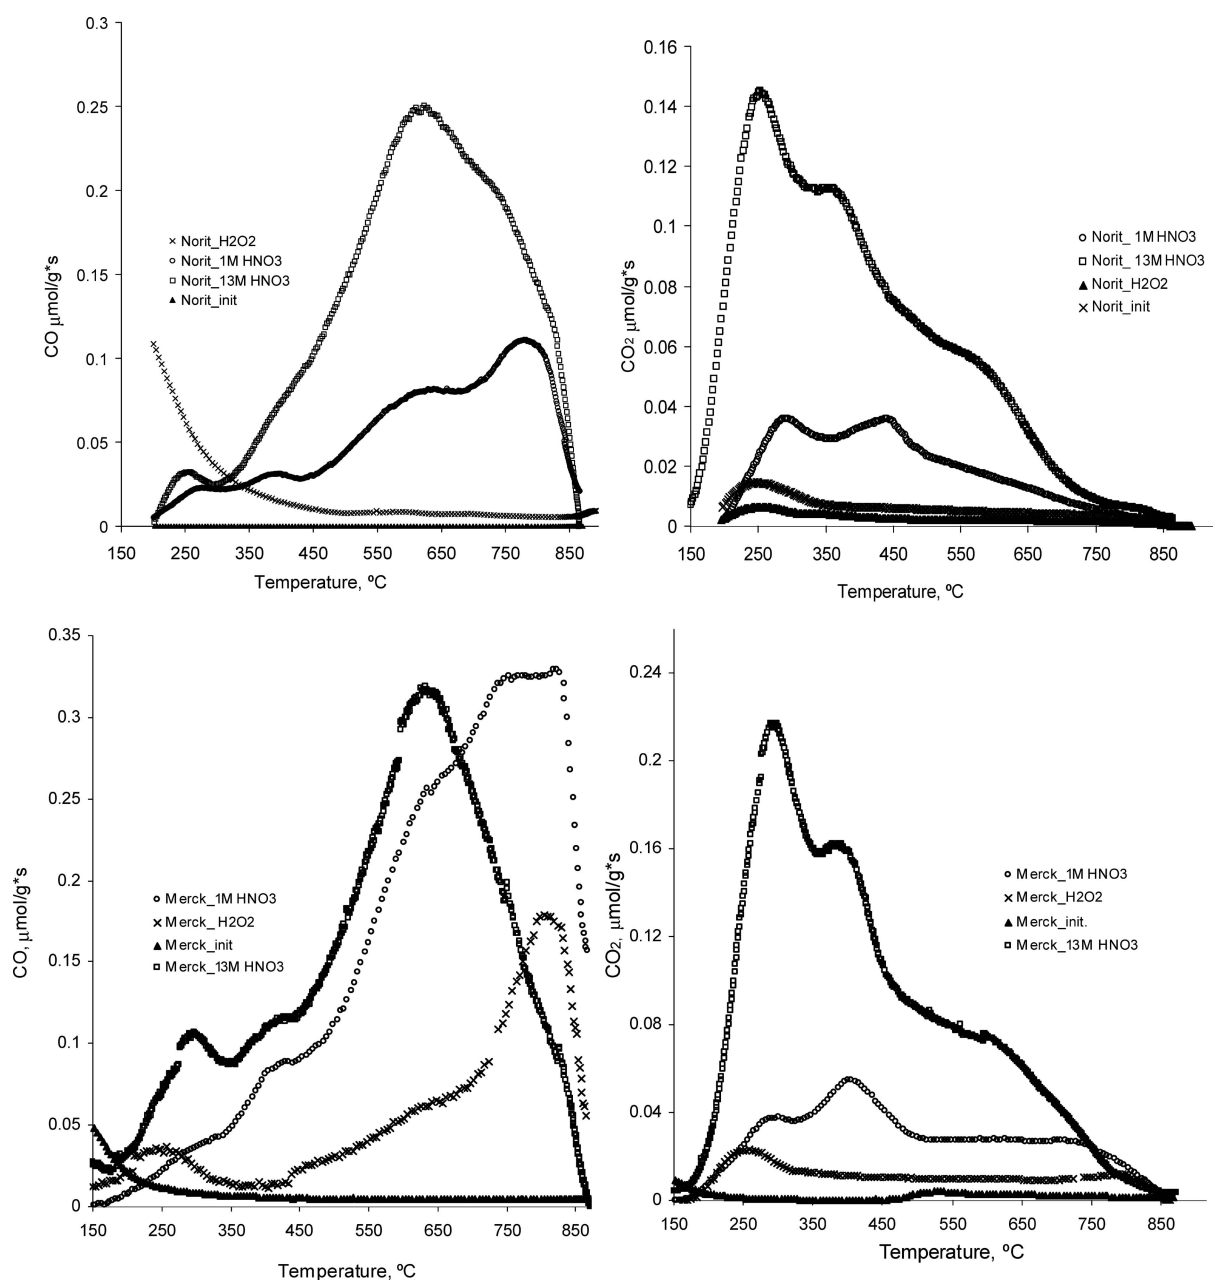 0.3
0.25
0.2
0.15
0.1
0.05
0
CO µmol/g*s
× Norit_H2O2
○ Norit_1M HNO3
□ Norit_13M HNO3
▲ Norit_init
150 250 350 450 550 650 750 850
Temperature, ºC
0.16
0.14
0.12
0.1
0.08
0.06
0.04
0.02
0
CO2 µmol/g*s
○ Norit_ 1M HNO3
□ Norit_ 13M HNO3
▲ Norit_H2O2
× Norit_init
150 250 350 450 550 650 750 850
Temperature, ºC
0.35
0.3
0.25
0.2
0.15
0.1
0.05
0
CO, µmol/g*s
○ Merck_1M HNO3
× Merck_ H2O2
▲ Merck_init
□ Merck_13M HNO3
150 250 350 450 550 650 750 850
Temperature, ºC
0.24
0.2
0.16
0.12
0.08
0.04
0
CO2, µmol/g*s
○ Merck_1M HNO3
× Merck_H2O2
▲ Merck_init.
□ Merck_13M HNO3
150 250 350 450 550 650 750 850
Temperature, ºC